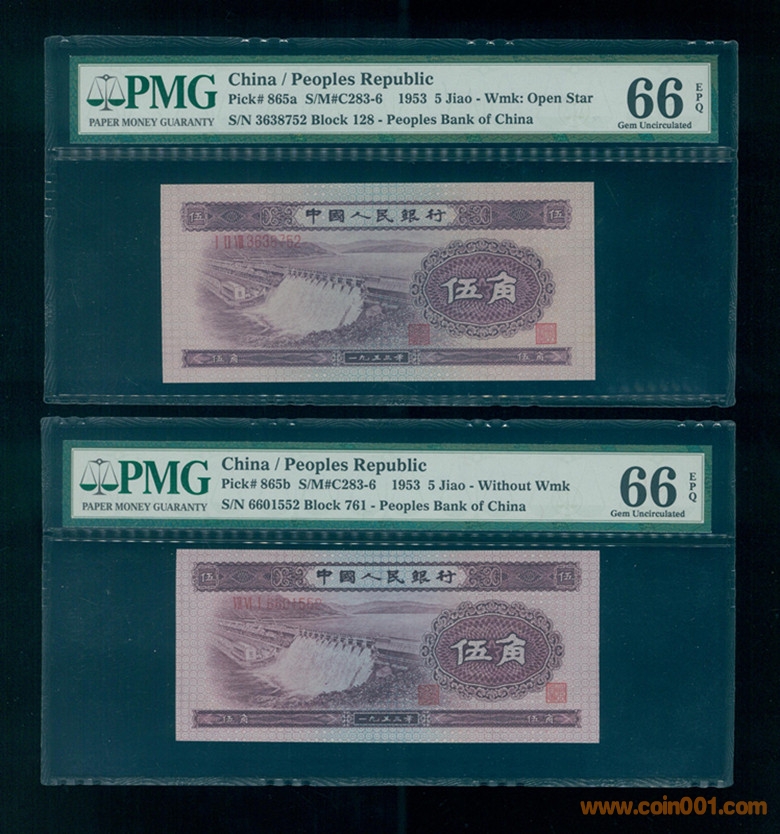 PMG
PAPER MONEY GUARANTY
China / Peoples Republic
Pick# 865a S/M#C283-6 1953 5 Jiao - Wmk: Open Star
S/N 3638752 Block 128 - Peoples Bank of China
66
EPQ
Gem Uncirculated
伍 中國人民銀行 伍
I II VIII 3638752
伍角
伍角 一九五三年 伍角
PMG
PAPER MONEY GUARANTY
China / Peoples Republic
Pick# 865b S/M#C283-6 1953 5 Jiao - Without Wmk
S/N 6601552 Block 761 - Peoples Bank of China
66
EPQ
Gem Uncirculated
伍 中國人民銀行 伍
VII VI I
伍角
伍角 一九五三年 伍角
www.coin001.com